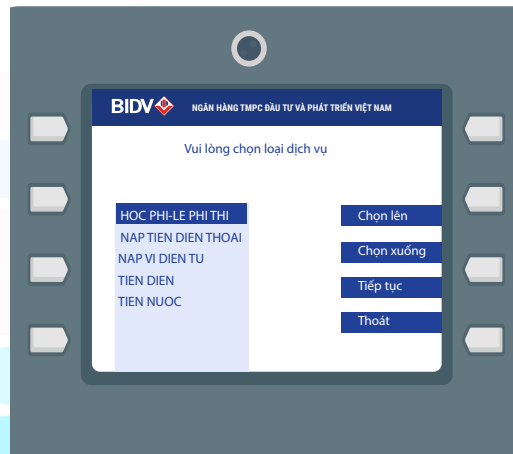 BIDV
NGÂN HÀNG TMPC ĐẦU TƯ VÀ PHÁT TRIỂN VIỆT NAM
Vui lòng chọn loại dịch vụ
HOC PHI-LE PHI THI
NAP TIEN DIEN THOAI
NAP VI DIEN TU
TIEN DIEN
TIEN NUOC
Chọn lên
Chọn xuống
Tiếp tục
Thoát